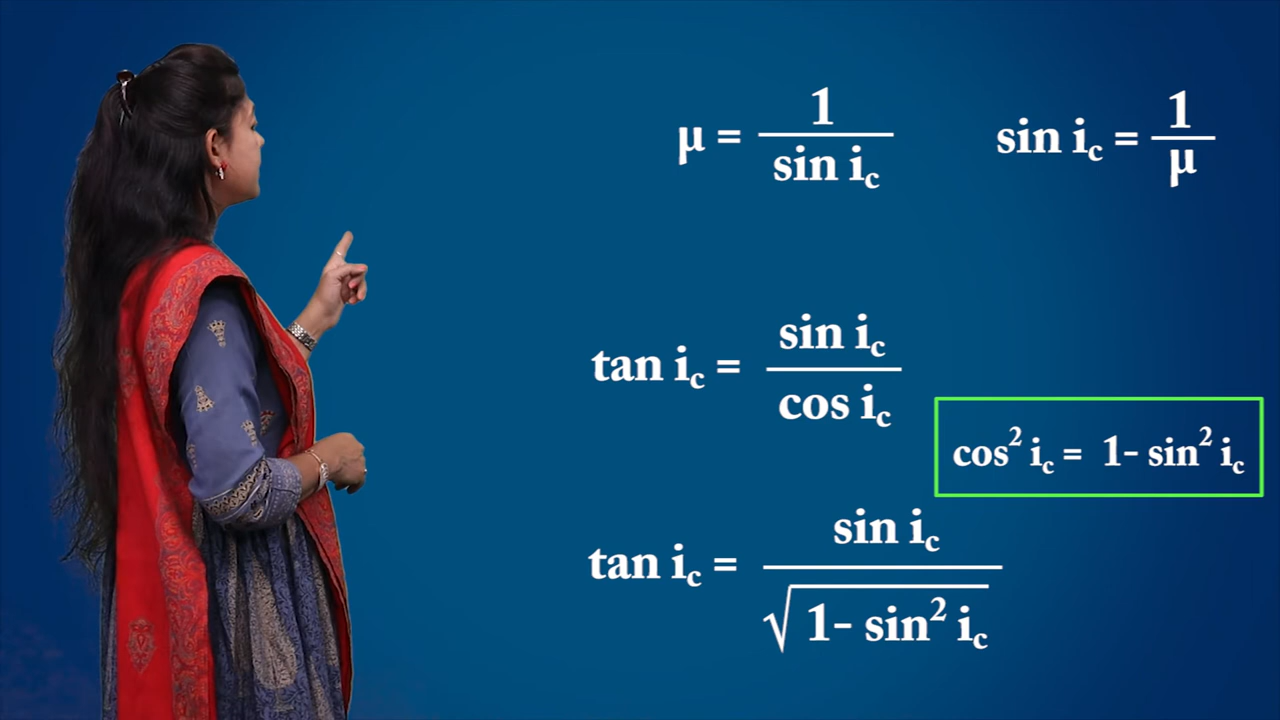 μ = 1 / sin i_c
sin i_c = 1 / μ
tan i_c = sin i_c / cos i_c
cos² i_c = 1- sin² i_c
tan i_c = sin i_c / √1- sin² i_c